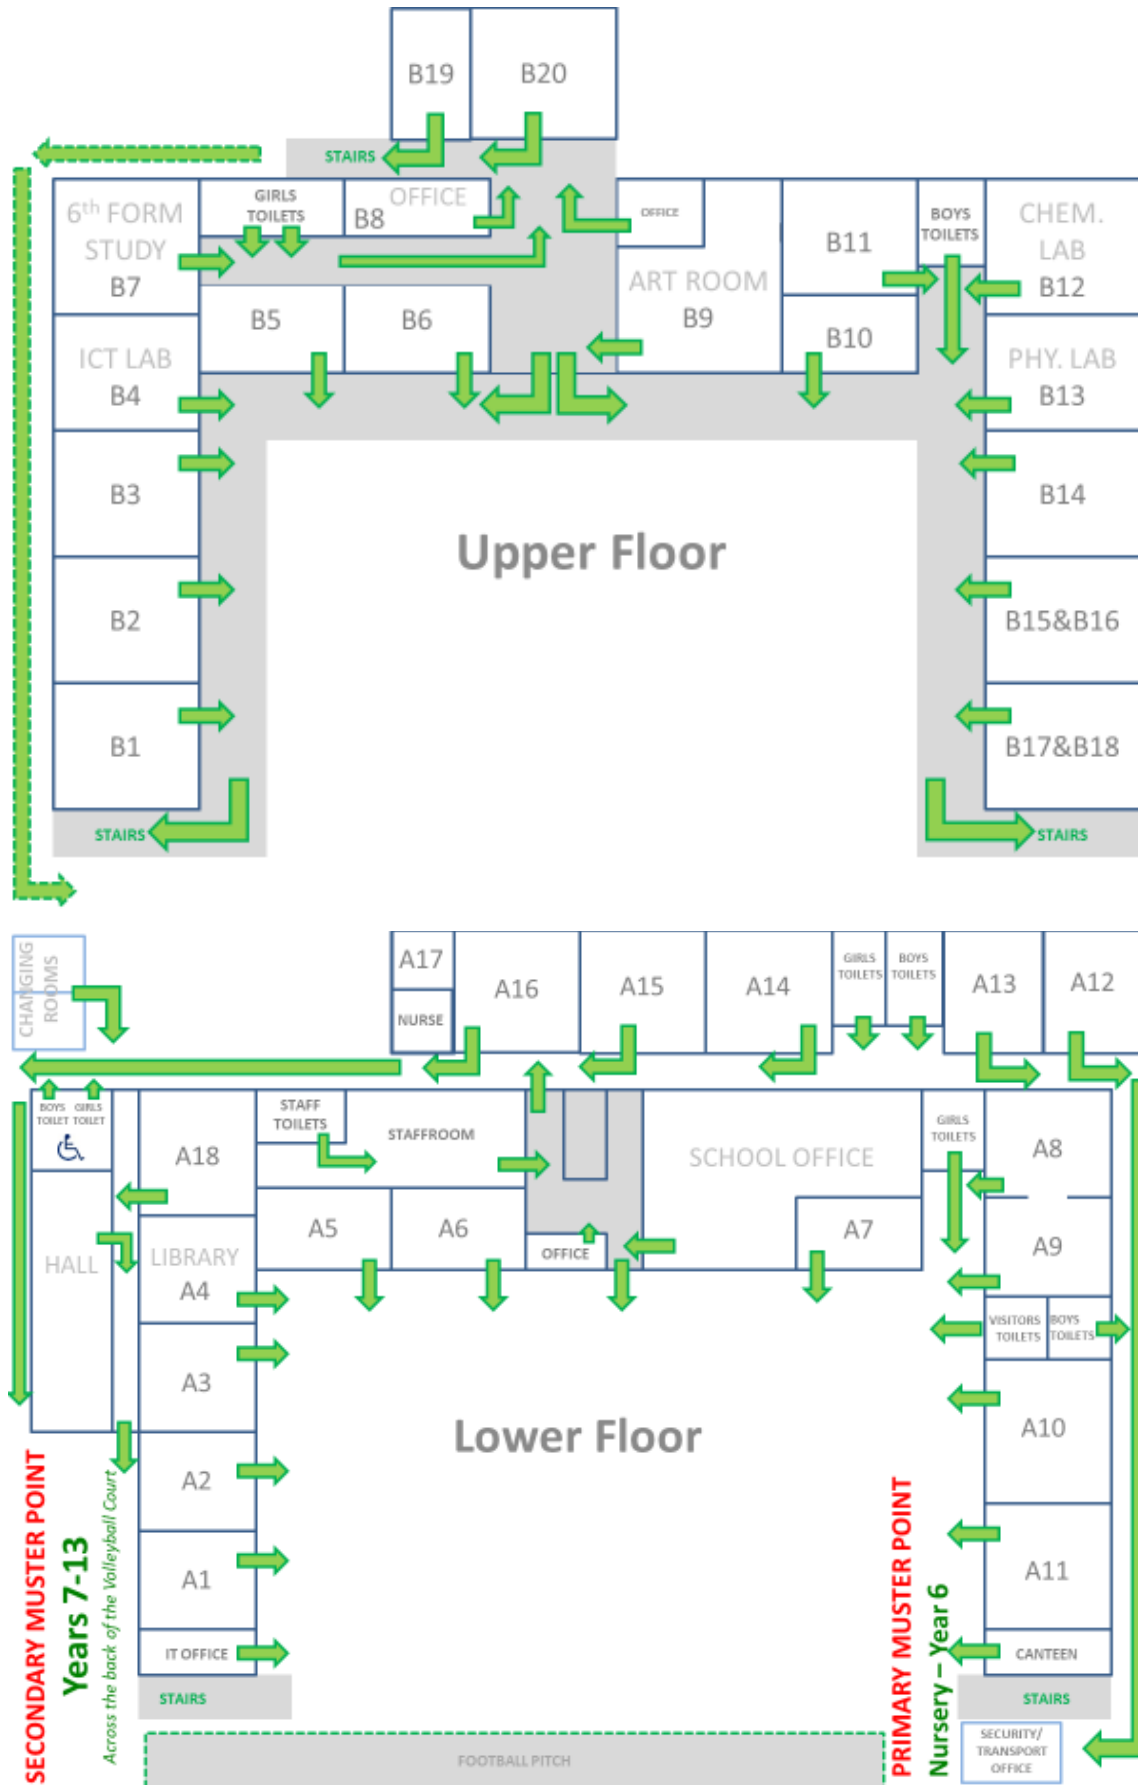 B19
B20
STAIRS
6th FORM
STUDY
B7
GIRLS
TOILETS
OFFICE
B8
OFFICE
ART ROOM
B9
B11
B10
BOYS
TOILETS
CHEM.
LAB
B12
B5
B6
ICT LAB
B4
PHY. LAB
B13
B3
B14
Upper Floor
B2
B15&B16
B1
B17&B18
STAIRS
STAIRS
CHANGING
ROOMS
A17
NURSE
A16
A15
A14
GIRLS
TOILETS
BOYS
TOILETS
A13
A12
BOYS
TOILET
GIRLS
TOILET
A18
STAFF
TOILETS
STAFFROOM
SCHOOL OFFICE
GIRLS
TOILETS
A8
A5
A6
OFFICE
A7
A9
HALL
LIBRARY
A4
VISITORS
TOILETS
BOYS
TOILETS
A3
Lower Floor
A10
A2
A1
A11
IT OFFICE
CANTEEN
STAIRS
STAIRS
SECONDARY MUSTER POINT
Years 7-13
Across the back of the Volleyball Court
PRIMARY MUSTER POINT
Nursery – Year 6
FOOTBALL PITCH
SECURITY/
TRANSPORT
OFFICE